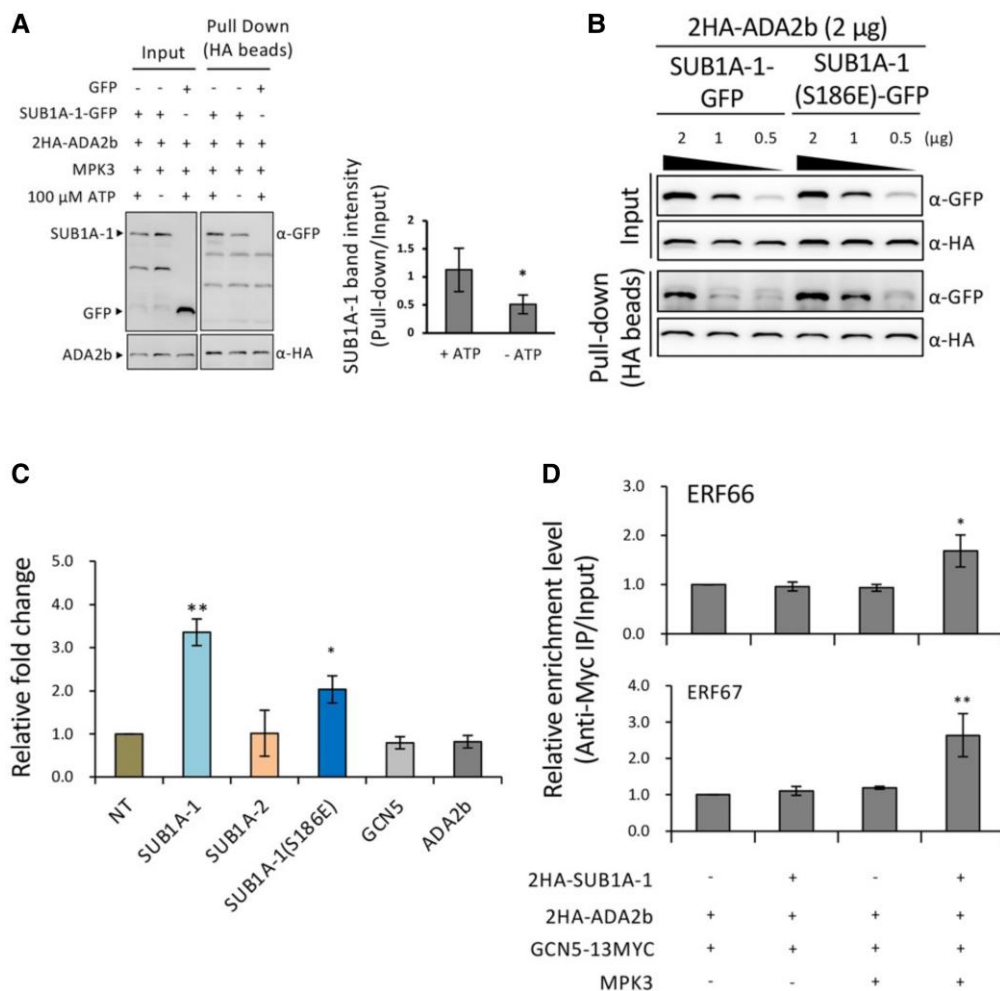 A
Input
Pull Down
(HA beads)
GFP - - + - - +
SUB1A-1-GFP + + - + + -
2HA-ADA2b + + + + + +
MPK3 + + + + + +
100 µM ATP + - + + - +
SUB1A-1
α-GFP
GFP
ADA2b
α-HA
SUB1A-1 band intensity
(Pull-down/Input)
2
1.5
1
0.5
0
*
+ ATP - ATP
B
2HA-ADA2b (2 µg)
SUB1A-1-
GFP
SUB1A-1
(S186E)-GFP
2 1 0.5 2 1 0.5 (µg)
Input
α-GFP
α-HA
Pull-down
(HA beads)
α-GFP
α-HA
C
Relative fold change
5.0
4.0
3.0
2.0
1.0
0.0
**
*
NT
SUB1A-1
SUB1A-2
SUB1A-1(S186E)
GCN5
ADA2b
D
Relative enrichment level
(Anti-Myc IP/Input)
ERF66
3.0
2.0
1.0
0.0
*
ERF67
4.0
3.0
2.0
1.0
0.0
**
2HA-SUB1A-1 - + - +
2HA-ADA2b + + + +
GCN5-13MYC + + + +
MPK3 - - + +